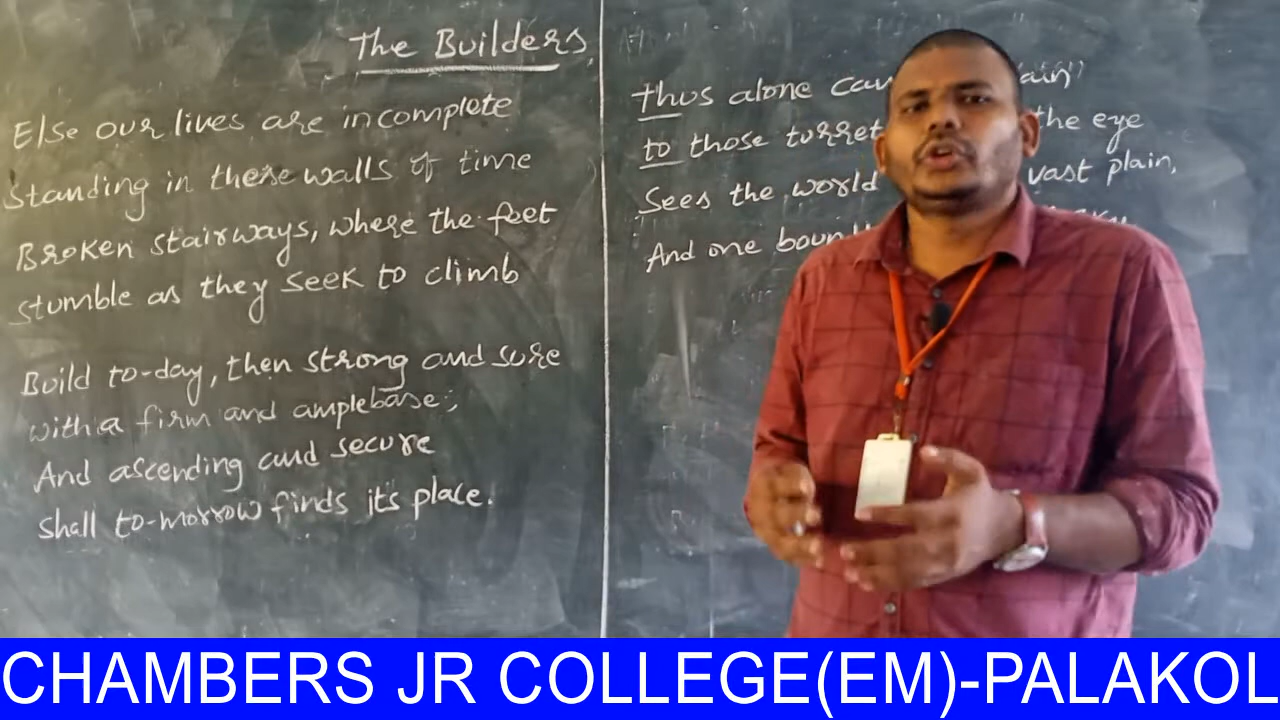 The Builders
Else our lives are incomplete
standing in these walls of time
Broken stairways, where the feet
stumble as they seek to climb
Build to-day, then strong and sure
with a firm and ample base;
And ascending and secure
shall to-morrow finds its place.
thus alone can
to those turret the eye
Sees the world vast plain,
And one
CHAMBERS JR COLLEGE(EM)-PALAKOL